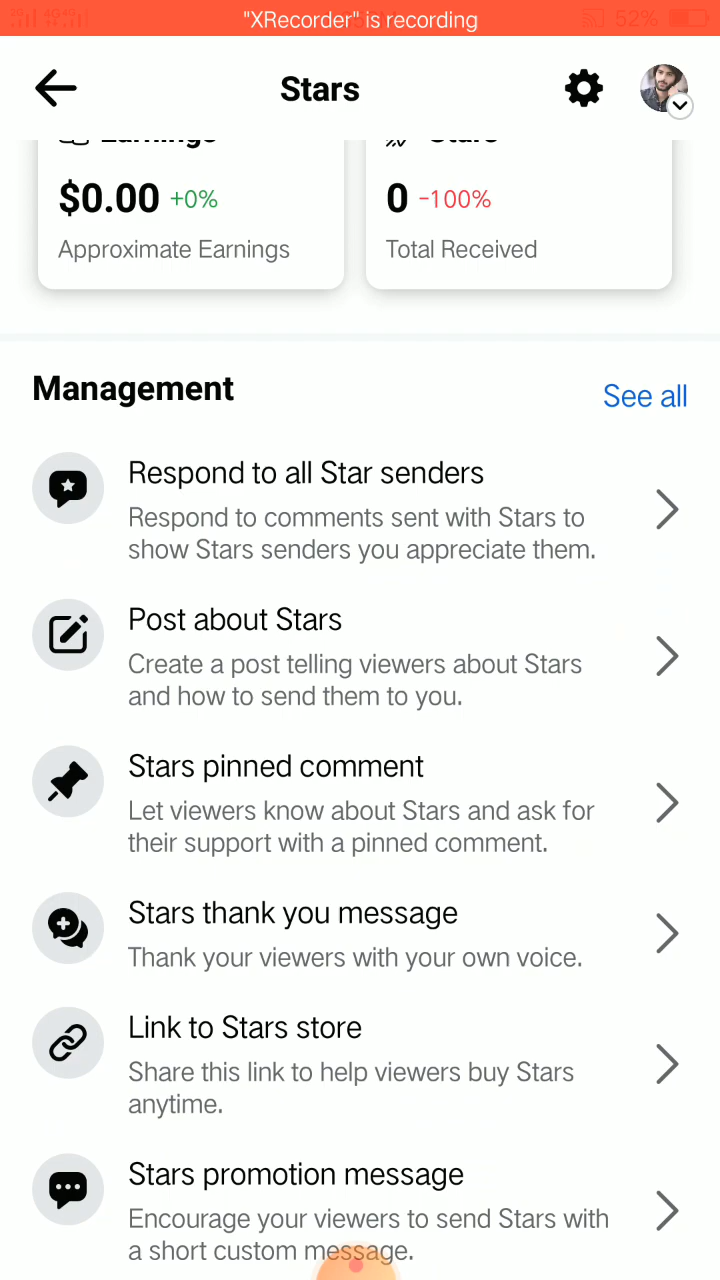 "XRecorder" is recording
52%
Stars
Earnings
Stars
$0.00 +0%
0 -100%
Approximate Earnings
Total Received
Management
See all
Respond to all Star senders
Respond to comments sent with Stars to
show Stars senders you appreciate them.
Post about Stars
Create a post telling viewers about Stars
and how to send them to you.
Stars pinned comment
Let viewers know about Stars and ask for
their support with a pinned comment.
Stars thank you message
Thank your viewers with your own voice.
Link to Stars store
Share this link to help viewers buy Stars
anytime.
Stars promotion message
Encourage your viewers to send Stars with
a short custom message.